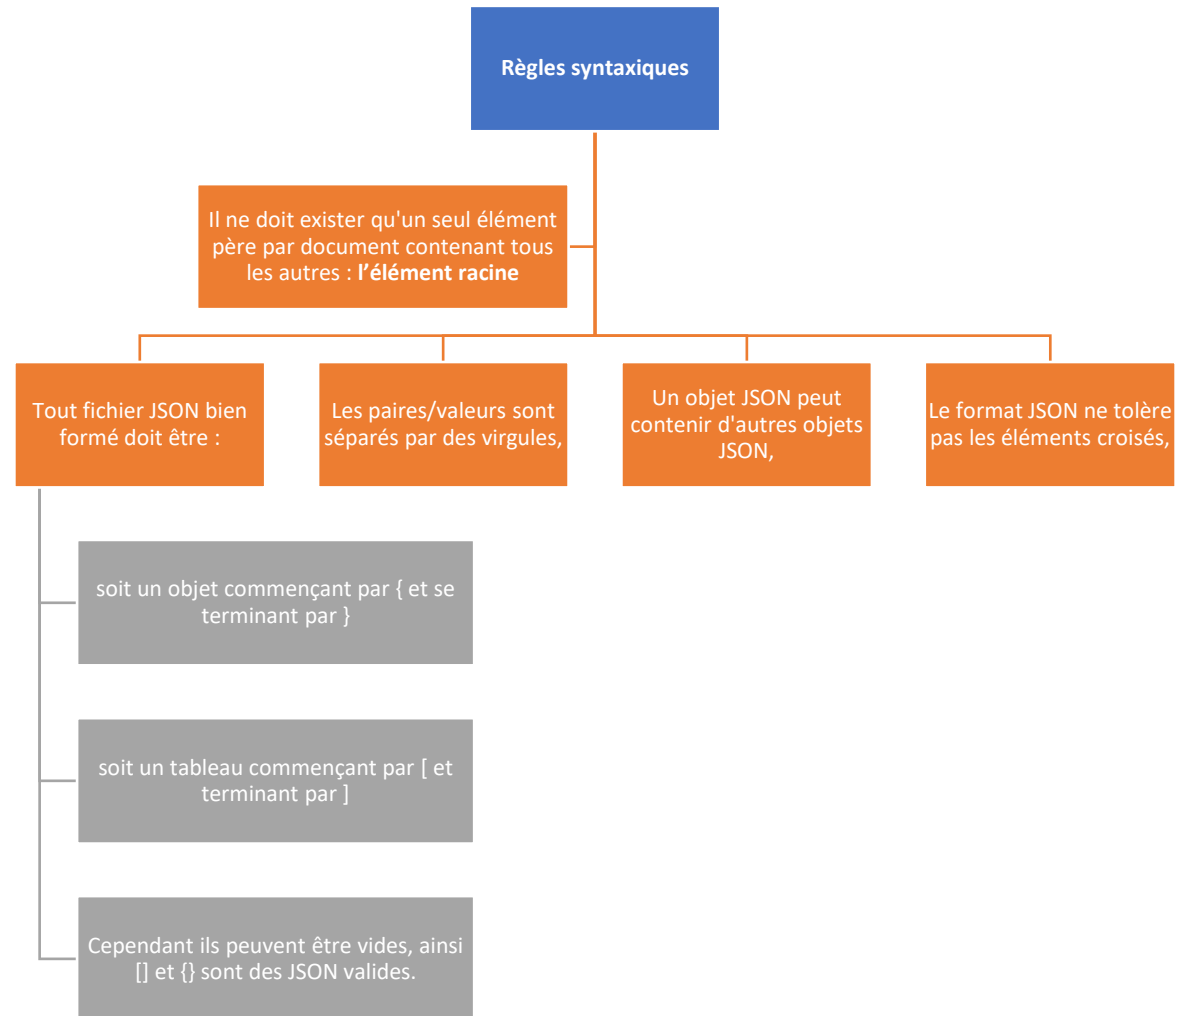 Règles syntaxiques
Il ne doit exister qu'un seul élément
père par document contenant tous
les autres : l'élément racine
Tout fichier JSON bien
formé doit être :
Les paires/valeurs sont
séparés par des virgules,
Un objet JSON peut
contenir d'autres objets
JSON,
Le format JSON ne tolère
pas les éléments croisés,
soit un objet commençant par { et se
terminant par }
soit un tableau commençant par [ et
terminant par ]
Cependant ils peuvent être vides, ainsi
[] et {} sont des JSON valides.